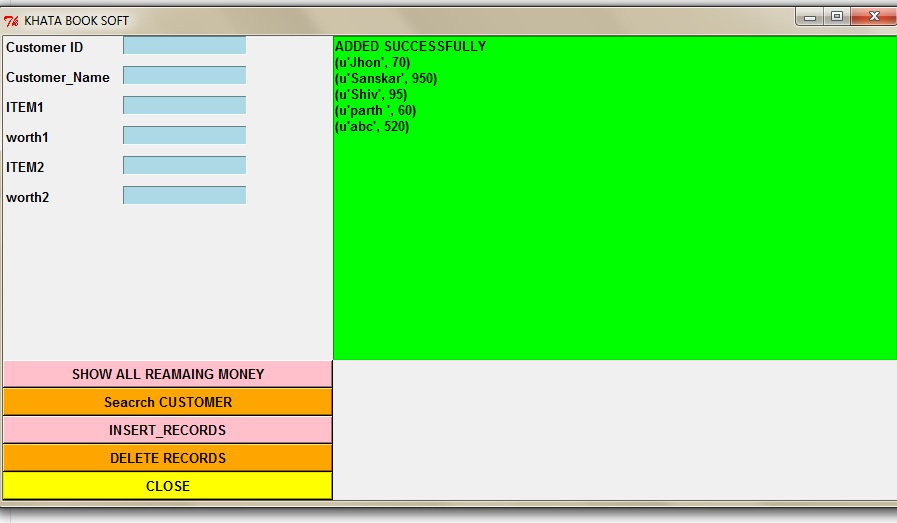 KHATA BOOK SOFT
Customer ID
Customer_Name
ITEM1
worth1
ITEM2
worth2
ADDED SUCCESSFULLY
(u'Jhon', 70)
(u'Sanskar', 950)
(u'Shiv', 95)
(u'parth ', 60)
(u'abc', 520)
SHOW ALL REAMAING MONEY
Seacrch CUSTOMER
INSERT_RECORDS
DELETE RECORDS
CLOSE